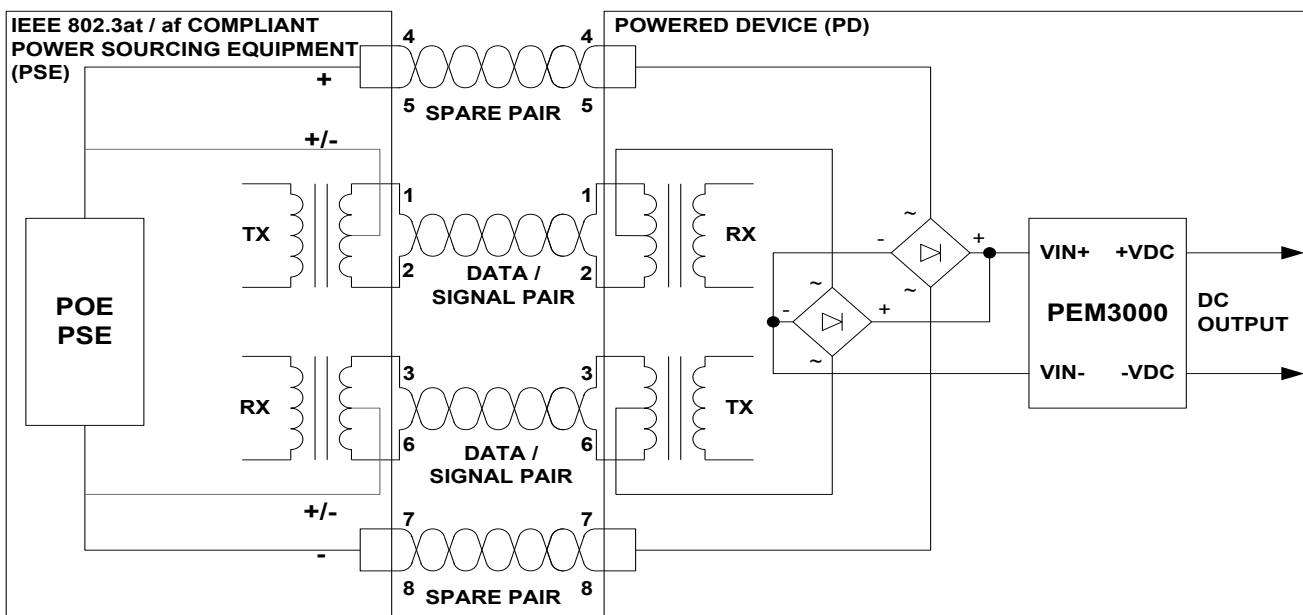 IEEE 802.3at / af COMPLIANT
POWER SOURCING EQUIPMENT
(PSE)
POWERED DEVICE (PD)
4
4
+
5
SPARE PAIR
5
+/-
1
1
TX
RX
2
DATA /
SIGNAL PAIR
2
POE
PSE
~
-
+
~
~
-
+
~
VIN+
+VDC
PEM3000
DC
OUTPUT
VIN-
-VDC
3
3
RX
TX
6
DATA /
SIGNAL PAIR
6
+/-
7
7
-
8
SPARE PAIR
8